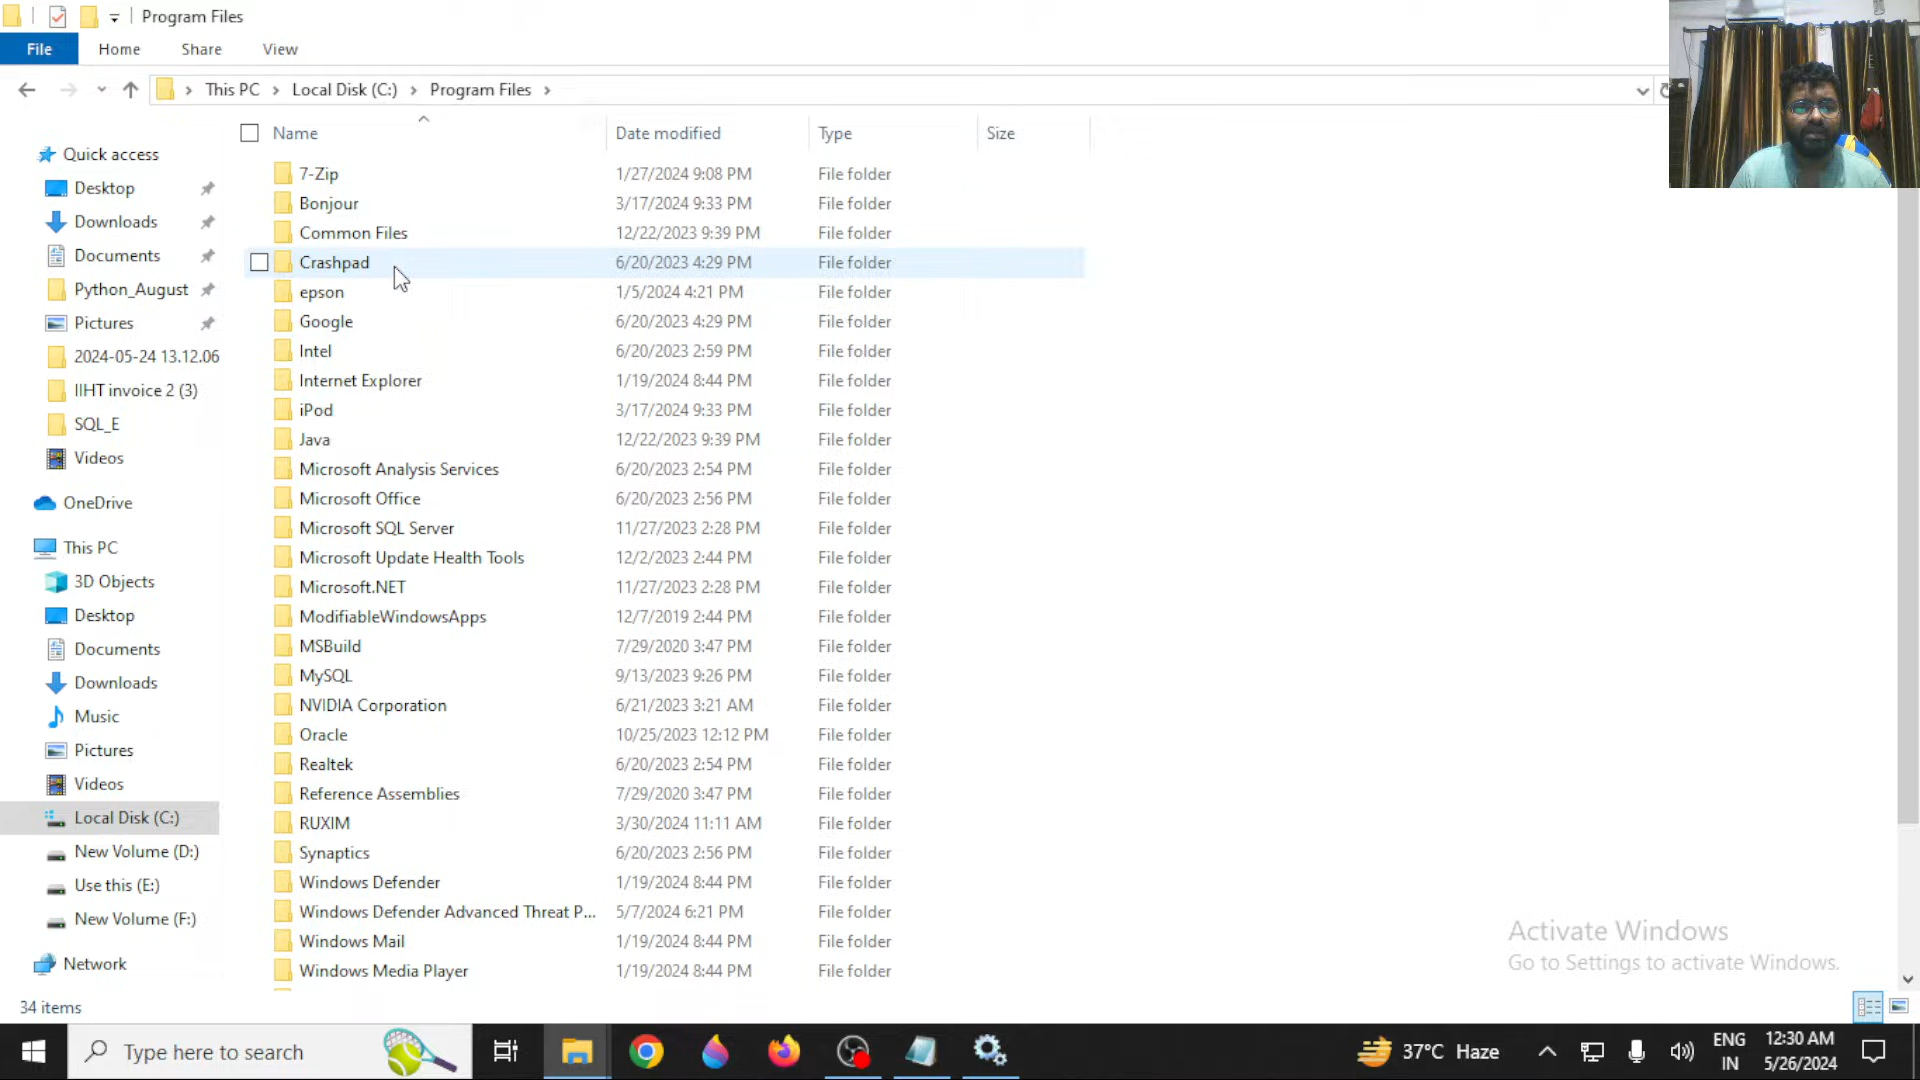 Program Files
File Home Share View
This PC Local Disk (C:) Program Files
Name Date modified Type Size
Quick access
Desktop
Downloads
Documents
Python_August
Pictures
2024-05-24 13.12.06
IIHT invoice 2 (3)
SQL_E
Videos
OneDrive
This PC
3D Objects
Desktop
Documents
Downloads
Music
Pictures
Videos
Local Disk (C:)
New Volume (D:)
Use this (E:)
New Volume (F:)
Network
7-Zip 1/27/2024 9:08 PM File folder
Bonjour 3/17/2024 9:33 PM File folder
Common Files 12/22/2023 9:39 PM File folder
Crashpad 6/20/2023 4:29 PM File folder
epson 1/5/2024 4:21 PM File folder
Google 6/20/2023 4:29 PM File folder
Intel 6/20/2023 2:59 PM File folder
Internet Explorer 1/19/2024 8:44 PM File folder
iPod 3/17/2024 9:33 PM File folder
Java 12/22/2023 9:39 PM File folder
Microsoft Analysis Services 6/20/2023 2:54 PM File folder
Microsoft Office 6/20/2023 2:56 PM File folder
Microsoft SQL Server 11/27/2023 2:28 PM File folder
Microsoft Update Health Tools 12/2/2023 2:44 PM File folder
Microsoft.NET 11/27/2023 2:28 PM File folder
ModifiableWindowsApps 12/7/2019 2:44 PM File folder
MSBuild 7/29/2020 3:47 PM File folder
MySQL 9/13/2023 9:26 PM File folder
NVIDIA Corporation 6/21/2023 3:21 AM File folder
Oracle 10/25/2023 12:12 PM File folder
Realtek 6/20/2023 2:54 PM File folder
Reference Assemblies 7/29/2020 3:47 PM File folder
RUXIM 3/30/2024 11:11 AM File folder
Synaptics 6/20/2023 2:56 PM File folder
Windows Defender 1/19/2024 8:44 PM File folder
Windows Defender Advanced Threat P... 5/7/2024 6:21 PM File folder
Windows Mail 1/19/2024 8:44 PM File folder
Windows Media Player 1/19/2024 8:44 PM File folder
Activate Windows
Go to Settings to activate Windows.
34 items
Type here to search
37°C Haze
ENG
IN
12:30 AM
5/26/2024